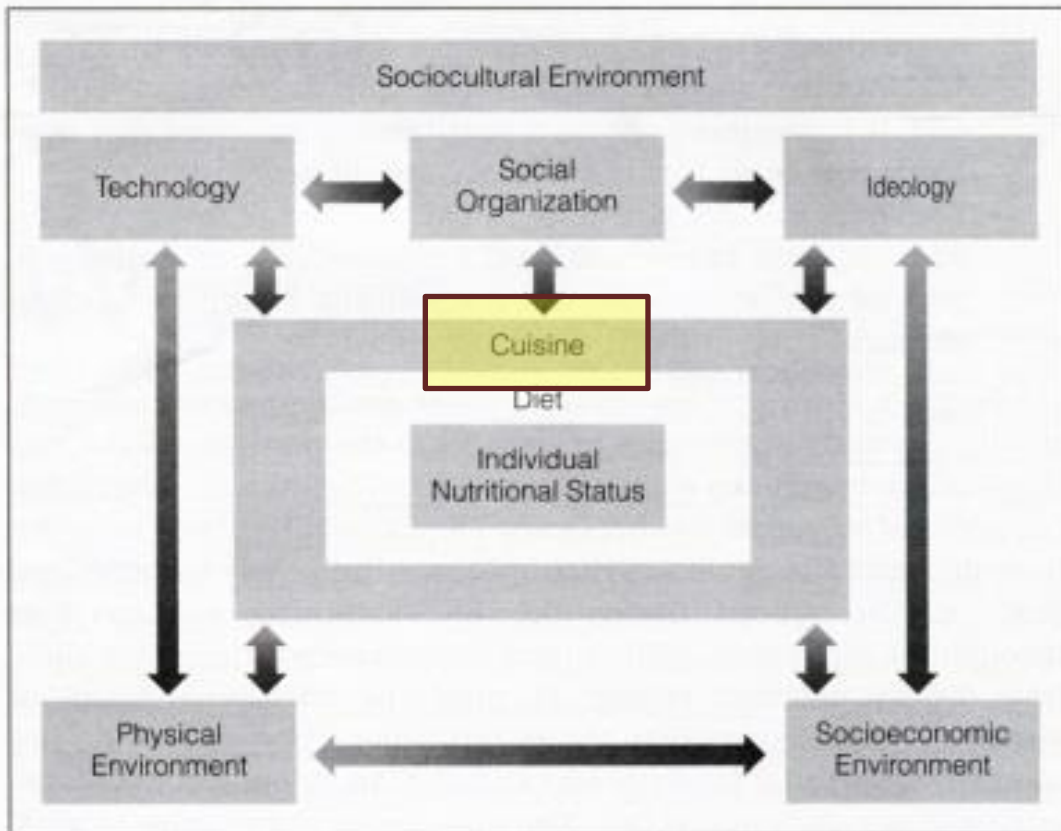 Sociocultural Environment
Technology
Social
Organization
Ideology
Cuisine
Diet
Individual
Nutritional Status
Physical
Environment
Socioeconomic
Environment